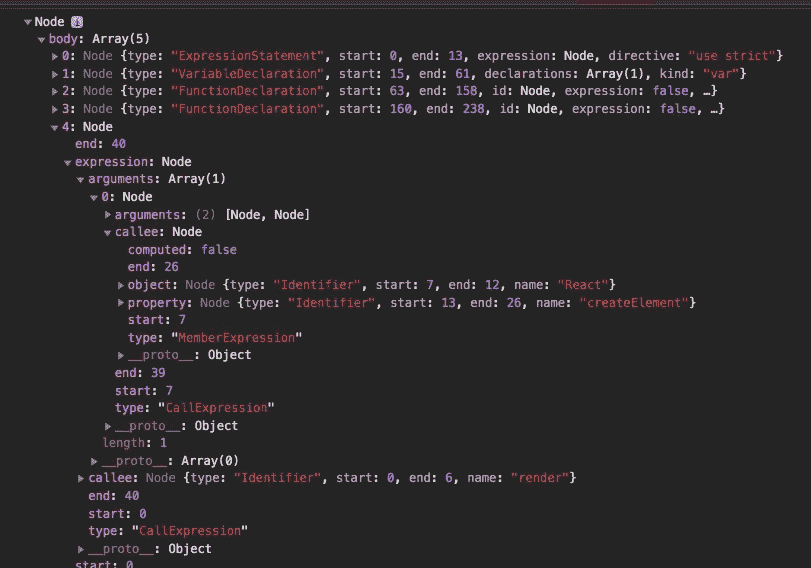 Node i
body: Array(5)
0: Node {type: "ExpressionStatement", start: 0, end: 13, expression: Node, directive: "use strict"}
1: Node {type: "VariableDeclaration", start: 15, end: 61, declarations: Array(1), kind: "var"}
2: Node {type: "FunctionDeclaration", start: 63, end: 158, id: Node, expression: false, …}
3: Node {type: "FunctionDeclaration", start: 160, end: 238, id: Node, expression: false, …}
4: Node
end: 40
expression: Node
arguments: Array(1)
0: Node
arguments: (2) [Node, Node]
callee: Node
computed: false
end: 26
object: Node {type: "Identifier", start: 7, end: 12, name: "React"}
property: Node {type: "Identifier", start: 13, end: 26, name: "createElement"}
start: 7
type: "MemberExpression"
__proto__: Object
end: 39
start: 7
type: "CallExpression"
__proto__: Object
length: 1
__proto__: Array(0)
callee: Node {type: "Identifier", start: 0, end: 6, name: "render"}
end: 40
start: 0
type: "CallExpression"
__proto__: Object
start: 0